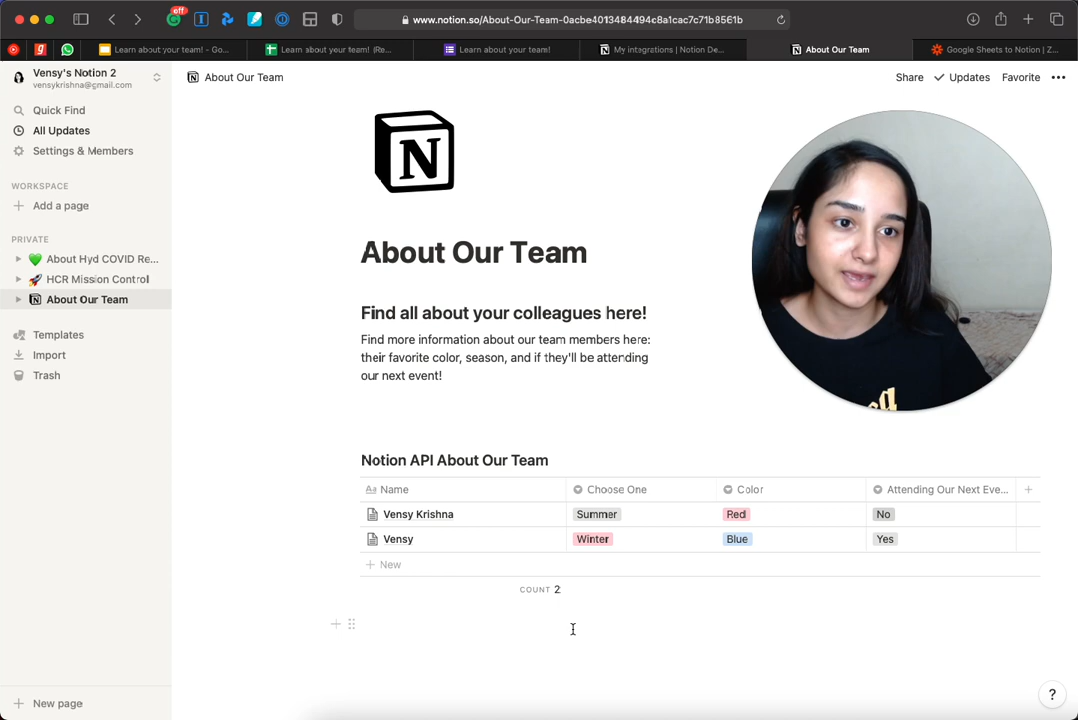 off
www.notion.so/About-Our-Team-0acbe4013484494c8a1cac7c71b8561b
Learn about your team! - Go...
Learn about your team! (Re...
Learn about your team!
My integrations | Notion De...
About Our Team
Google Sheets to Notion | Z...
Vensy's Notion 2
vensykrishna@gmail.com
About Our Team
Share
Updates
Favorite
Quick Find
All Updates
Settings & Members
WORKSPACE
Add a page
PRIVATE
About Hyd COVID Re...
HCR Mission Control
About Our Team
Templates
Import
Trash
New page
N
About Our Team
Find all about your colleagues here!
Find more information about our team members here:
their favorite color, season, and if they'll be attending
our next event!
Notion API About Our Team
Aa Name Choose One Color Attending Our Next Eve...
Vensy Krishna Summer Red No
Vensy Winter Blue Yes
New
COUNT 2
?